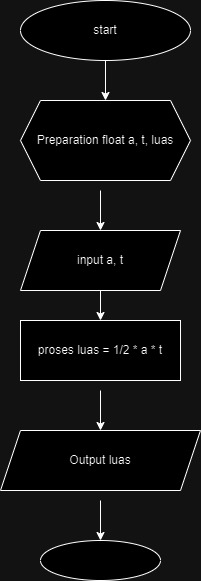 start
Preparation float a, t, luas
input a, t
proses luas = 1/2 * a * t
Output luas